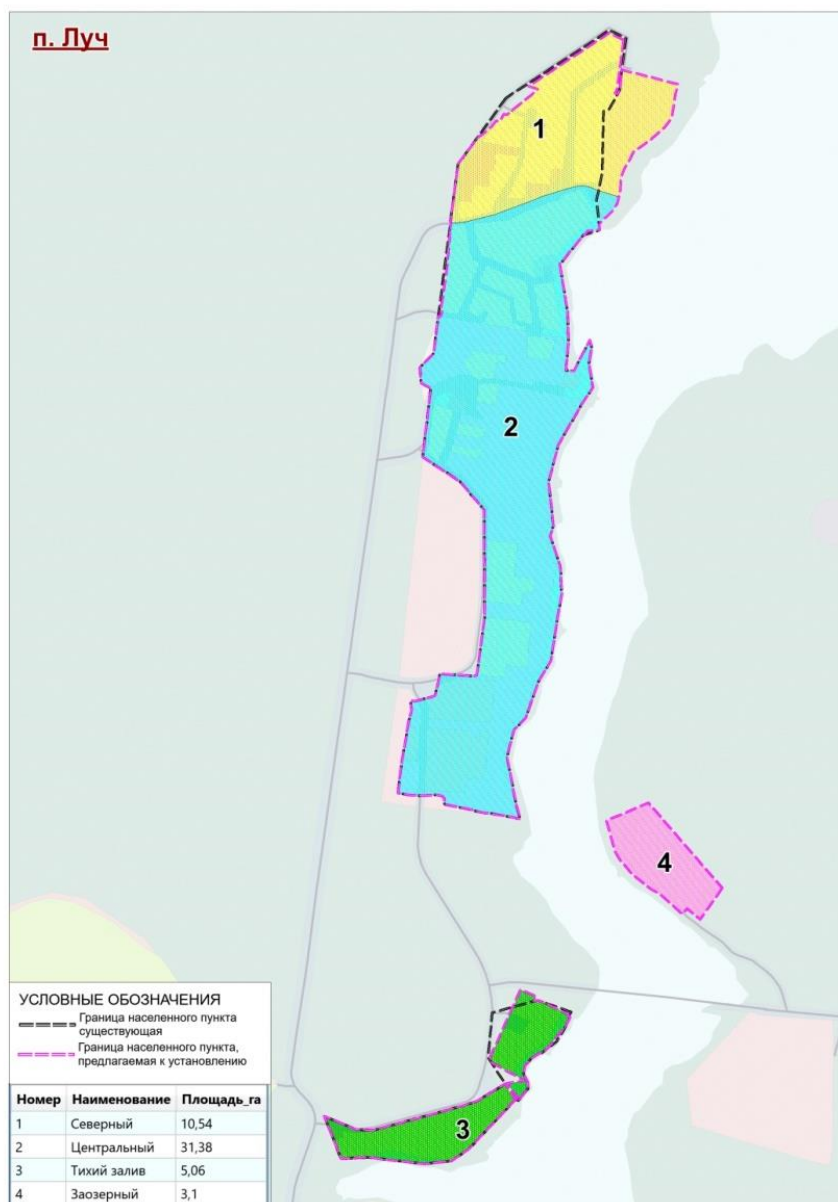 п. Луч
1
2
4
3
УСЛОВНЫЕ ОБОЗНАЧЕНИЯ
Граница населенного пункта
существующая
Граница населенного пункта,
предлагаемая к установлению
Номер Наименование Площадь_га
1 Северный 10,54
2 Центральный 31,38
3 Тихий залив 5,06
4 Заозерный 3,1